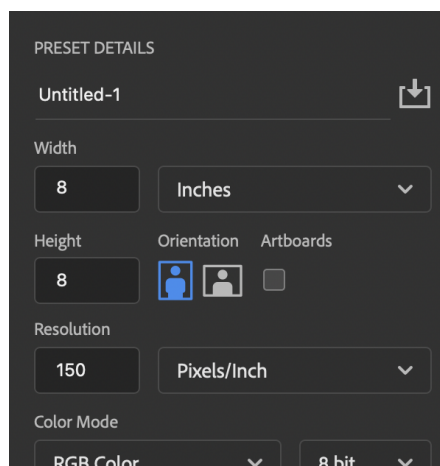 PRESET DETAILS
Untitled-1
Width
8 Inches
Height Orientation Artboards
8
Resolution
150 Pixels/Inch
Color Mode
RGB Color 8 bit